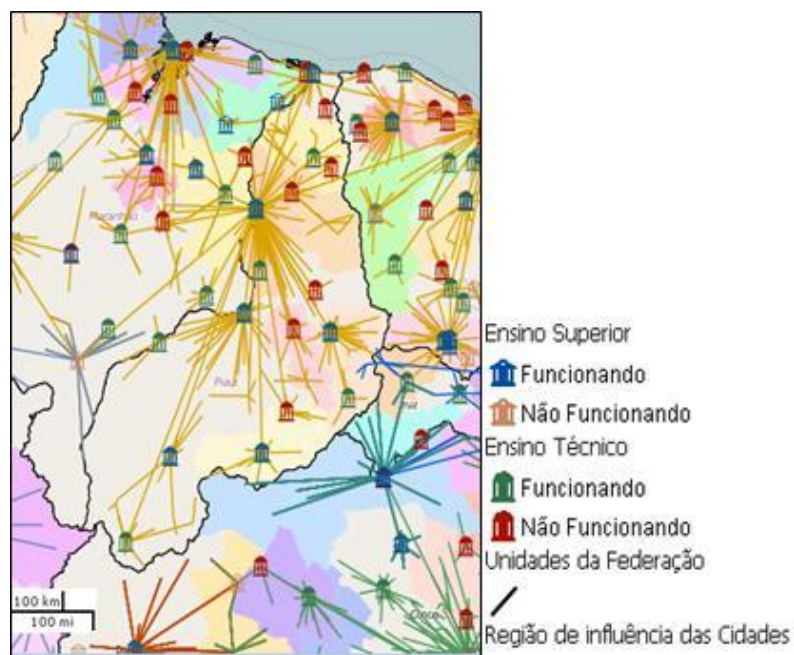 Maranhão
Piauí
100 km
100 mi
Ensino Superior
Funcionando
Não Funcionando
Ensino Técnico
Funcionando
Não Funcionando
Unidades da Federação
Região de influência das Cidades